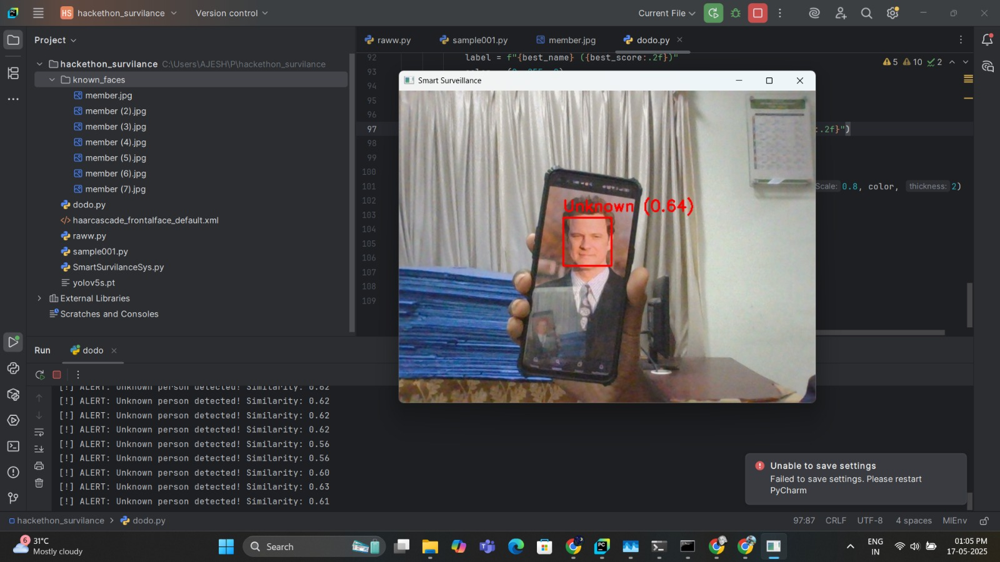 HS hackethon_survilance
Version control
Current File
Project
raww.py
sample001.py
member.jpg
dodo.py
hackethon_survilance C:\Users\AJESH\P\hackethon_survilance
known_faces
member.jpg
member (2).jpg
member (3).jpg
member (4).jpg
member (5).jpg
member (6).jpg
member (7).jpg
dodo.py
haarcascade_frontalface_default.xml
raww.py
sample001.py
SmartSurvilanceSys.py
yolov5s.pt
External Libraries
Scratches and Consoles
5 10 2
92 label = f"{best_name} ({best_score:.2f})"
93
94
95
96
97 :.2f}")
98
99
100
101 Scale: 0.8, color, thickness: 2)
102
103
104
105
106
107
108
109
Smart Surveillance
Unknown (0.64)
Run
dodo
[!] ALERT: Unknown person detected! Similarity: 0.62
[!] ALERT: Unknown person detected! Similarity: 0.62
[!] ALERT: Unknown person detected! Similarity: 0.62
[!] ALERT: Unknown person detected! Similarity: 0.62
[!] ALERT: Unknown person detected! Similarity: 0.56
[!] ALERT: Unknown person detected! Similarity: 0.56
[!] ALERT: Unknown person detected! Similarity: 0.60
[!] ALERT: Unknown person detected! Similarity: 0.63
[!] ALERT: Unknown person detected! Similarity: 0.61
Unable to save settings
Failed to save settings. Please restart
PyCharm
hackethon_survilance > dodo.py
97:87 CRLF UTF-8 4 spaces MlEnv
6
31°C
Mostly cloudy
Search
ENG
IN
01:05 PM
17-05-2025